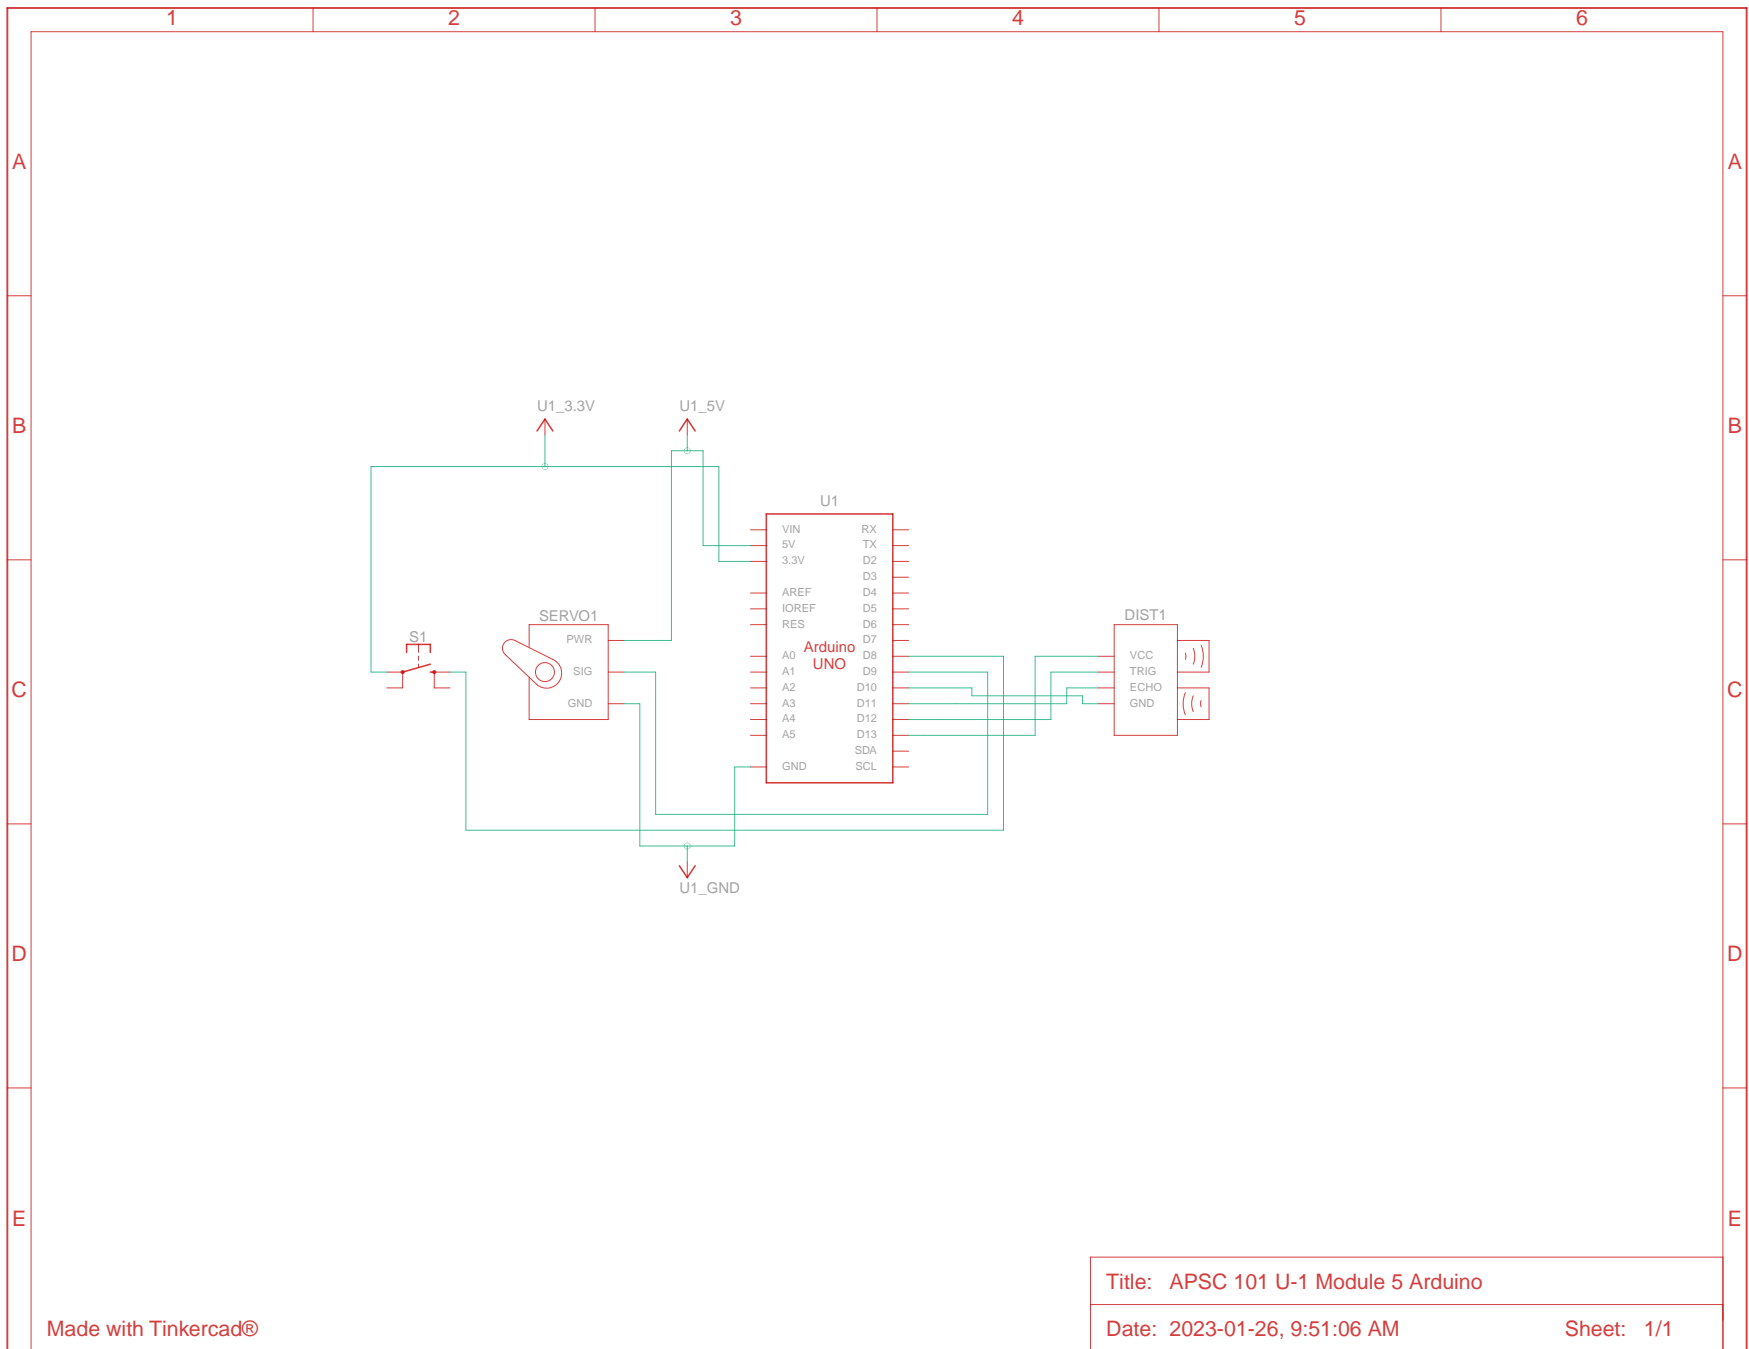 1 2 3 4 5 6
A A
U1_3.3V U1_5V
B B
U1
VIN RX
5V TX
3.3V D2
D3
AREF D4
IOREF D5
RES D6
D7
Arduino
UNO
A0 D8
A1 D9
A2 D10
A3 D11
A4 D12
A5 D13
SDA
GND SCL
SERVO1
PWR
SIG
GND
S1
DIST1
VCC
TRIG
ECHO
GND
C C
U1_GND
D D
E E
Title: APSC 101 U-1 Module 5 Arduino
Made with Tinkercad®
Date: 2023-01-26, 9:51:06 AM Sheet: 1/1